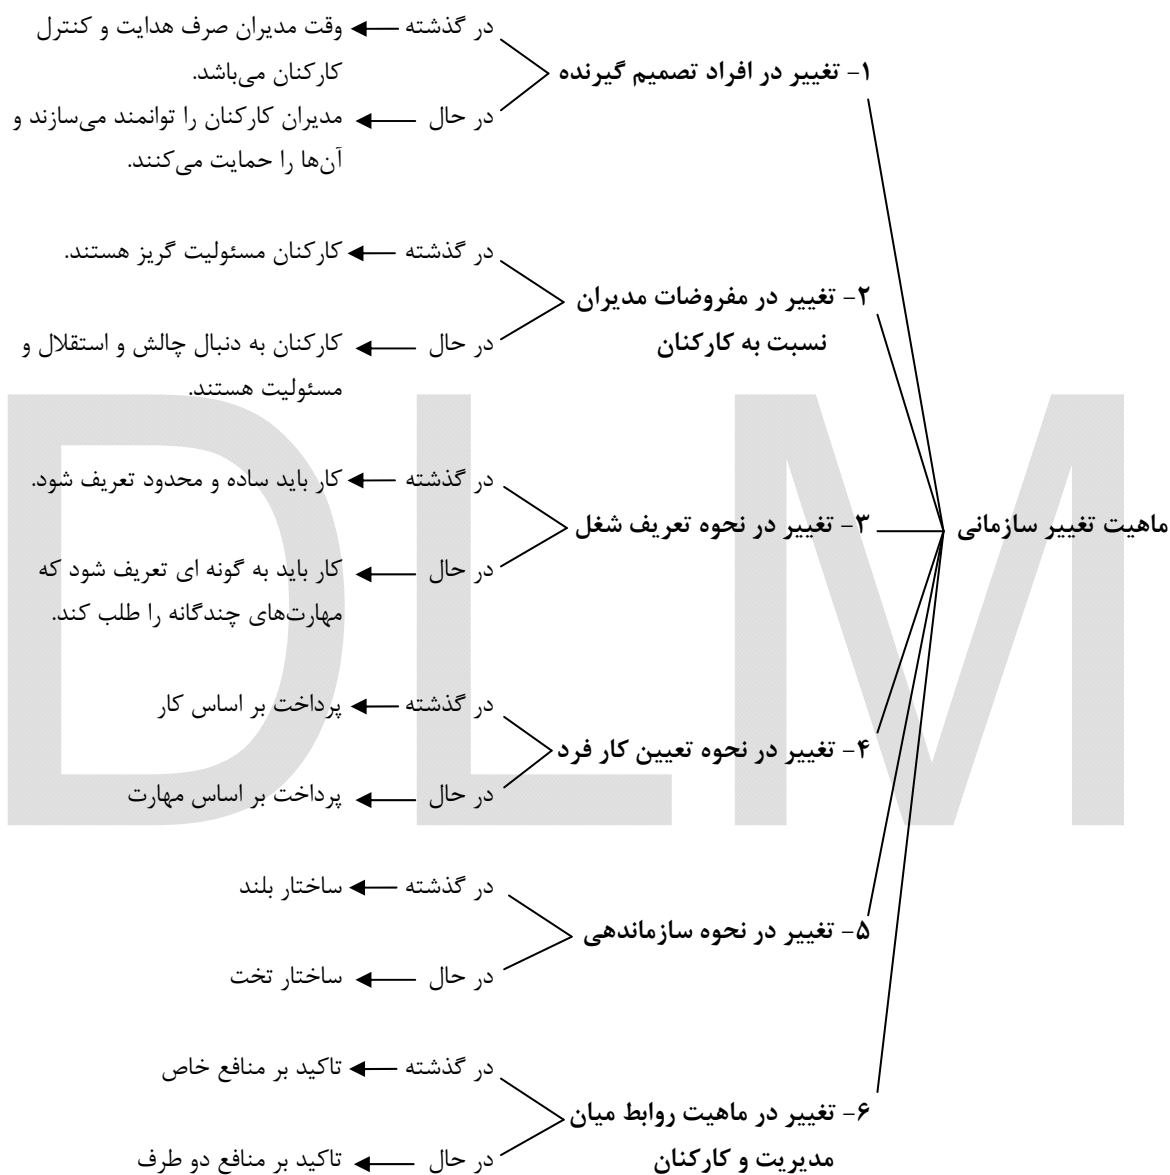 ماهیت تغییر سازمانی
۱- تغییر در افراد تصمیم گیرنده
در گذشته
وقت مدیران صرف هدایت و کنترل
کارکنان می‌باشد.
در حال
مدیران کارکنان را توانمند می‌سازند و
آن‌ها را حمایت می‌کنند.
۲- تغییر در مفروضات مدیران
نسبت به کارکنان
در گذشته
کارکنان مسئولیت گریز هستند.
در حال
کارکنان به دنبال چالش و استقلال و
مسئولیت هستند.
۳- تغییر در نحوه تعریف شغل
در گذشته
کار باید ساده و محدود تعریف شود.
در حال
کار باید به گونه ای تعریف شود که
مهارت‌های چندگانه را طلب کند.
۴- تغییر در نحوه تعیین کار فرد
در گذشته
پرداخت بر اساس کار
در حال
پرداخت بر اساس مهارت
۵- تغییر در نحوه سازماندهی
در گذشته
ساختار بلند
در حال
ساختار تخت
۶- تغییر در ماهیت روابط میان
مدیریت و کارکنان
در گذشته
تاکید بر منافع خاص
در حال
تاکید بر منافع دو طرف
DLM